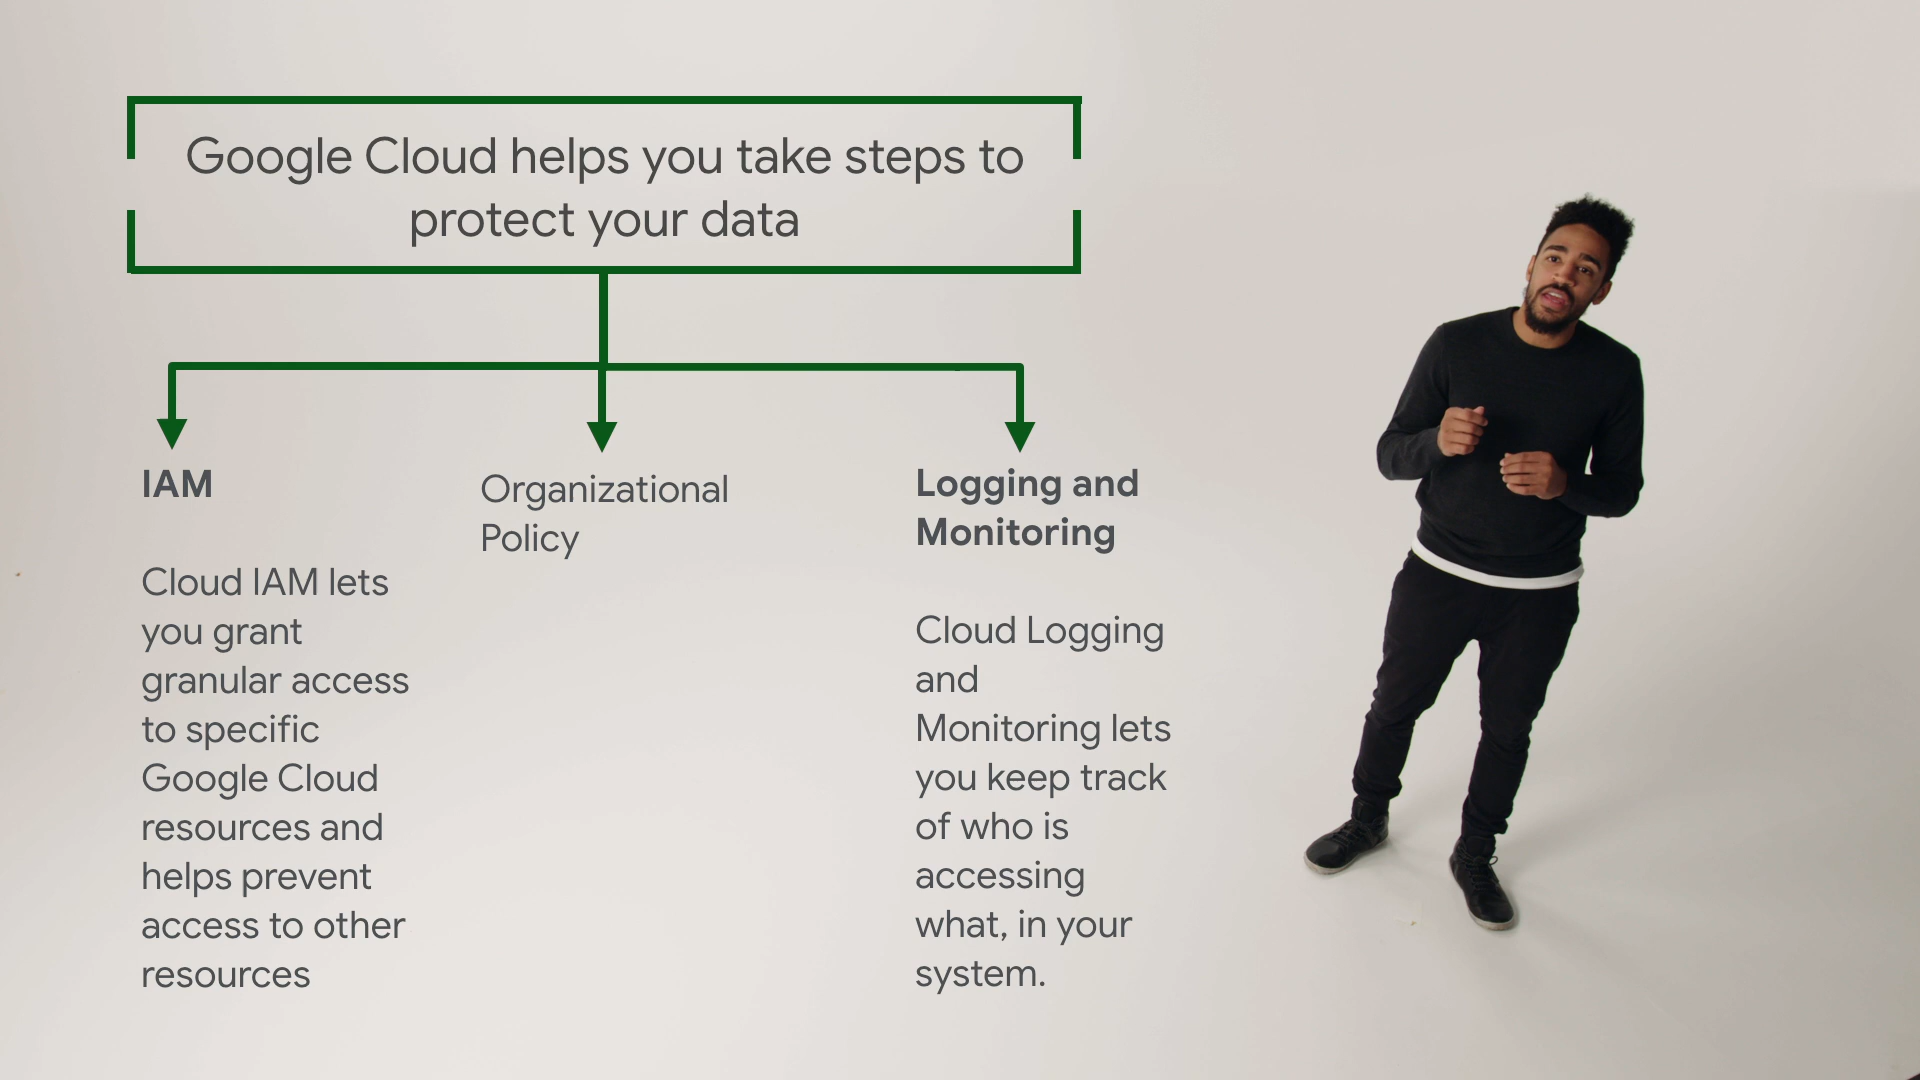 Google Cloud helps you take steps to
protect your data
IAM
Cloud IAM lets
you grant
granular access
to specific
Google Cloud
resources and
helps prevent
access to other
resources
Organizational
Policy
Logging and
Monitoring
Cloud Logging
and
Monitoring lets
you keep track
of who is
accessing
what, in your
system.